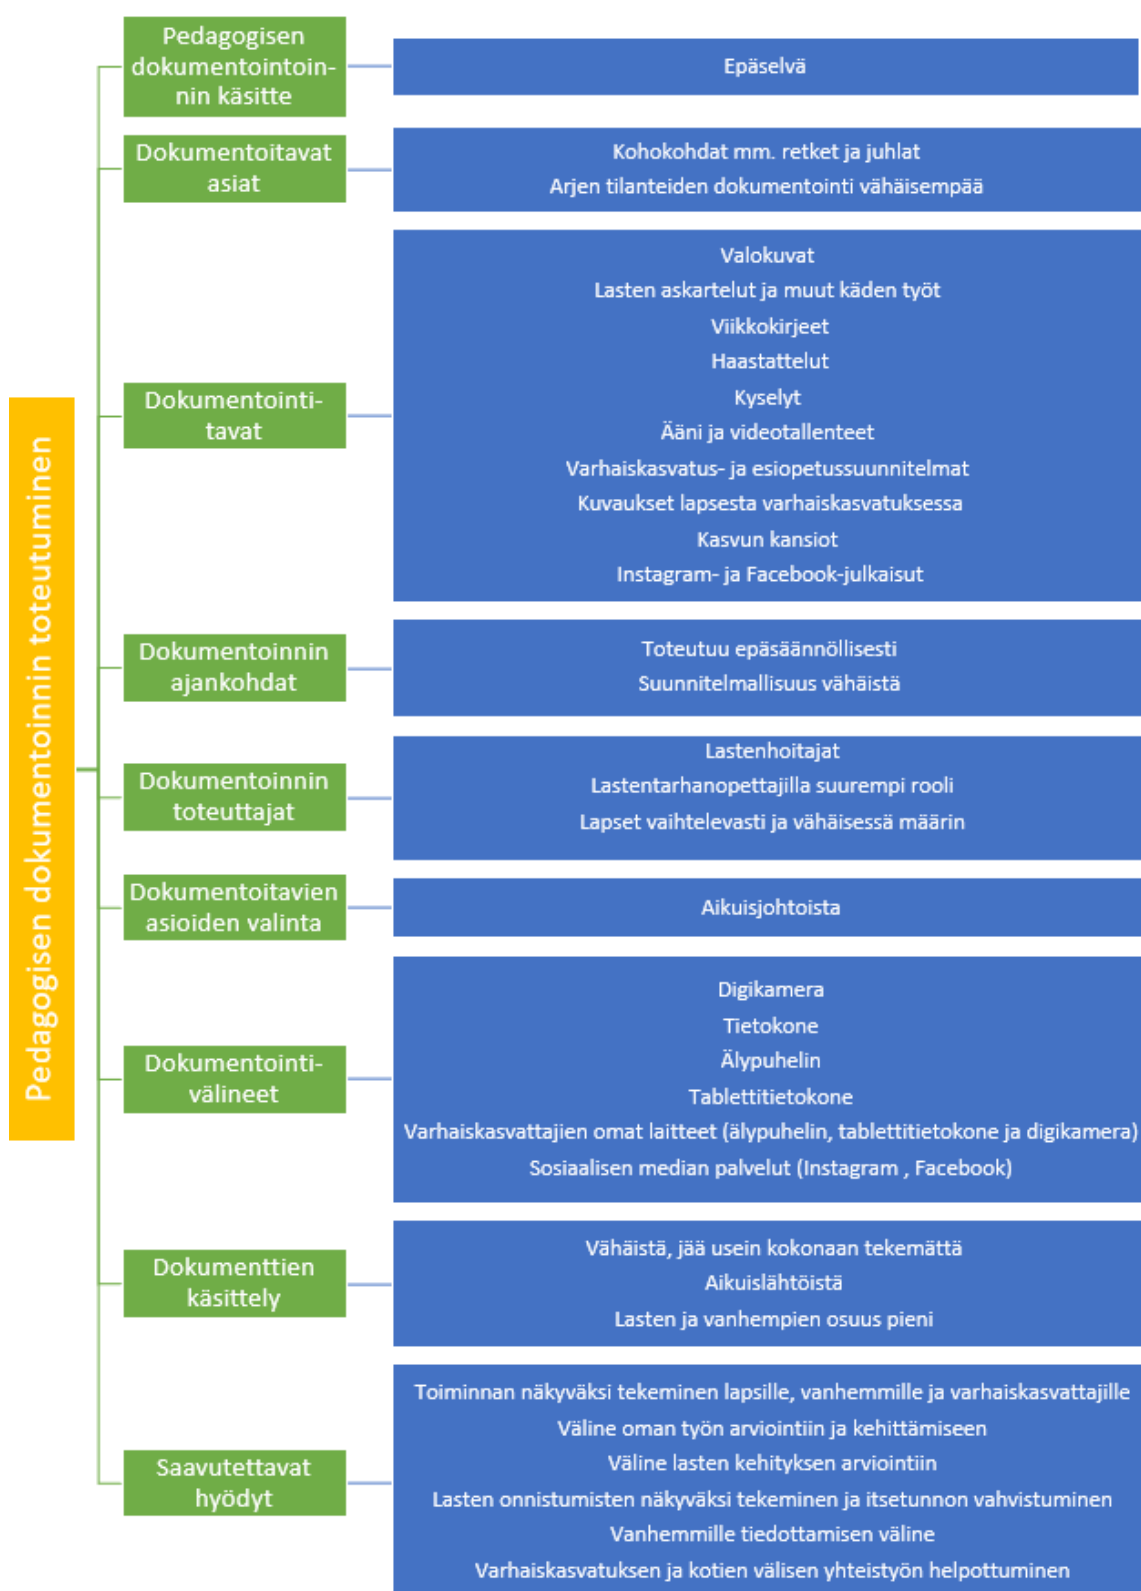 Pedagogisen dokumentoinnin toteutuminen
Pedagogisen
dokumentointoin-
nin käsitte
Epäselvä
Dokumentoitavat
asiat
Kohokohdat mm. retket ja juhlat
Arjen tilanteiden dokumentointi vähäisempää
Dokumentointi-
tavat
Valokuvat
Lasten askartelut ja muut käden työt
Viikkokirjeet
Haastattelut
Kyselyt
Ääni ja videotallenteet
Varhaiskasvatus- ja esiopetussuunnitelmat
Kuvaukset lapsesta varhaiskasvatuksessa
Kasvun kansiot
Instagram- ja Facebook-julkaisut
Dokumentoinnin
ajankohdat
Toteutuu epäsäännöllisesti
Suunnitelmallisuus vähäistä
Dokumentoinnin
toteuttajat
Lastenhoitajat
Lastentarhanopettajilla suurempi rooli
Lapset vaihtelevasti ja vähäisessä määrin
Dokumentoitavien
asioiden valinta
Aikuisjohtoista
Dokumentointi-
välineet
Digikamera
Tietokone
Älypuhelin
Tablettitietokone
Varhaiskasvattajien omat laitteet (älypuhelin, tablettitietokone ja digikamera)
Sosiaalisen median palvelut (Instagram , Facebook)
Dokumenttien
käsittely
Vähäistä, jää usein kokonaan tekemättä
Aikuislähtöistä
Lasten ja vanhempien osuus pieni
Saavutettavat
hyödyt
Toiminnan näkyväksi tekeminen lapsille, vanhemmille ja varhaiskasvattajille
Väline oman työn arviointiin ja kehittämiseen
Väline lasten kehityksen arviointiin
Lasten onnistumisten näkyväksi tekeminen ja itsetunnon vahvistuminen
Vanhemmille tiedottamisen väline
Varhaiskasvatuksen ja kotien välisen yhteistyön helpottuminen